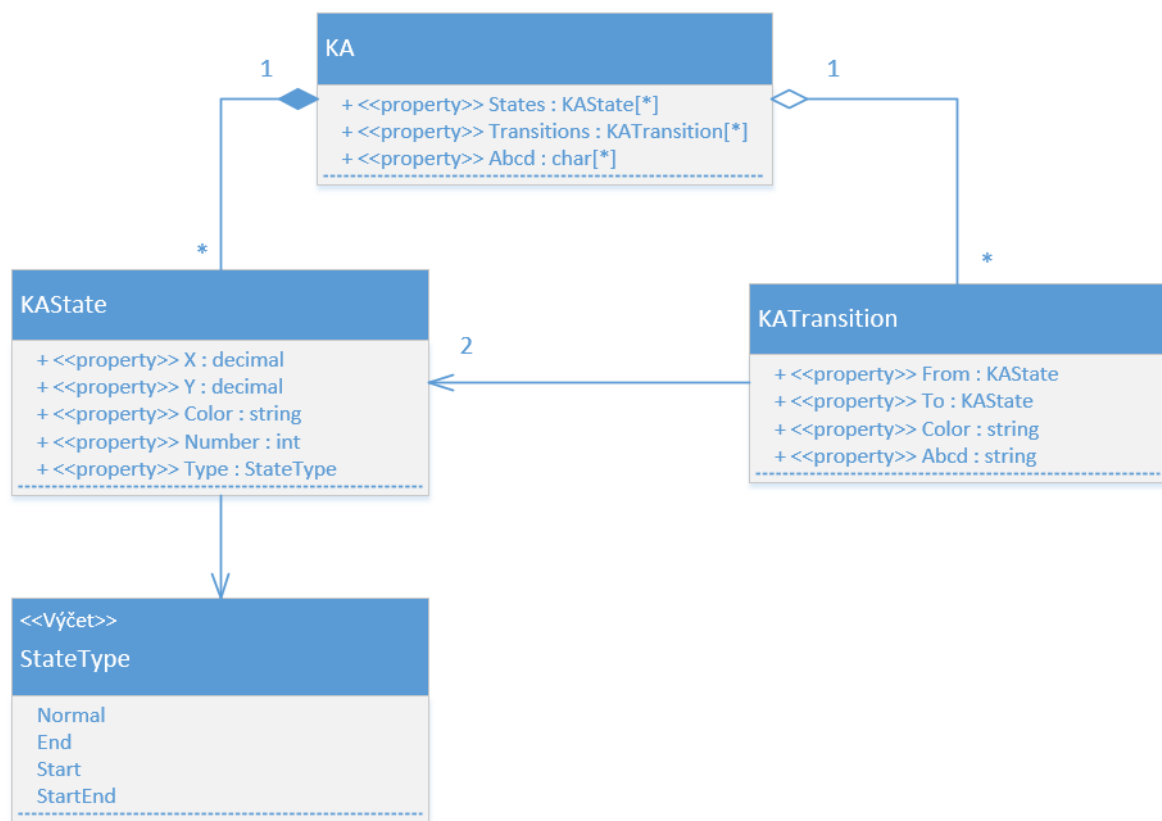 KA
1
1
+ <<property>> States : KAState[*]
+ <<property>> Transitions : KATransition[*]
+ <<property>> Abcd : char[*]
*
*
KAState
+ <<property>> X : decimal
+ <<property>> Y : decimal
+ <<property>> Color : string
+ <<property>> Number : int
+ <<property>> Type : StateType
2
KATransition
+ <<property>> From : KAState
+ <<property>> To : KAState
+ <<property>> Color : string
+ <<property>> Abcd : string
<<Výčet>>
StateType
Normal
End
Start
StartEnd